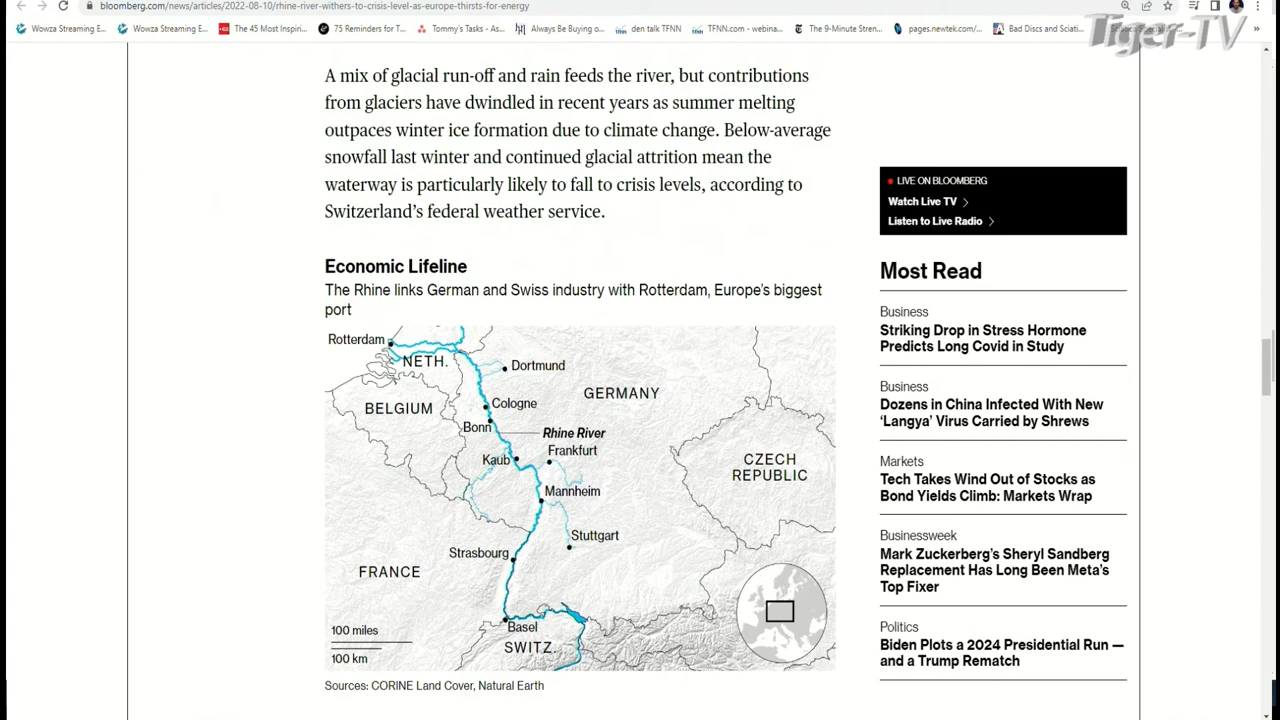 bloomberg.com/news/articles/2022-08-10/rhine-river-withers-to-crisis-level-as-europe-thirsts-for-energy
Wowza Streaming E... Wowza Streaming E... The 45 Most Inspiri... 75 Reminders for T... Tommy's Tasks - As... Always Be Buying o... den talk TFNN TFNN.com - webina... The 9-Minute Stren... pages.newtek.com/... Bad Discs and Sciati...
Tiger-TV
A mix of glacial run-off and rain feeds the river, but contributions
from glaciers have dwindled in recent years as summer melting
outpaces winter ice formation due to climate change. Below-average
snowfall last winter and continued glacial attrition mean the
waterway is particularly likely to fall to crisis levels, according to
Switzerland's federal weather service.
Economic Lifeline
The Rhine links German and Swiss industry with Rotterdam, Europe's biggest
port
Rotterdam
NETH.
Dortmund
GERMANY
BELGIUM
Cologne
Bonn
Rhine River
Frankfurt
Kaub
CZECH
REPUBLIC
Mannheim
Stuttgart
Strasbourg
FRANCE
Basel
SWITZ.
100 miles
100 km
Sources: CORINE Land Cover, Natural Earth
LIVE ON BLOOMBERG
Watch Live TV
Listen to Live Radio
Most Read
Business
Striking Drop in Stress Hormone
Predicts Long Covid in Study
Business
Dozens in China Infected With New
‘Langya’ Virus Carried by Shrews
Markets
Tech Takes Wind Out of Stocks as
Bond Yields Climb: Markets Wrap
Businessweek
Mark Zuckerberg's Sheryl Sandberg
Replacement Has Long Been Meta's
Top Fixer
Politics
Biden Plots a 2024 Presidential Run —
and a Trump Rematch